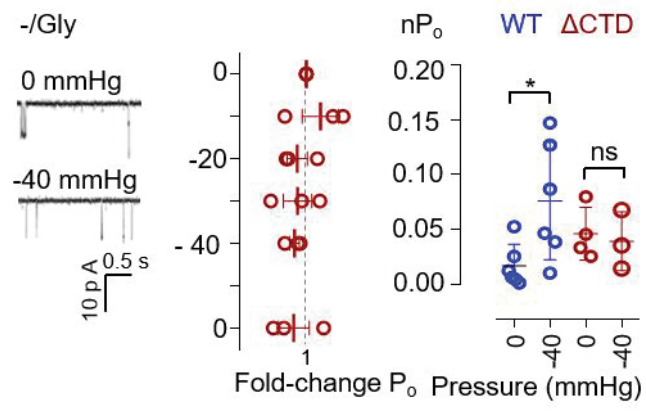 -/Gly
0 mmHg
-40 mmHg
0.5 s
10 p A
0
-20
- 40
0
1
Fold-change Po
nPo
WT ΔCTD
0.20
0.15
0.10
0.05
0.00
*
ns
0
-40
0
-40
Pressure (mmHg)